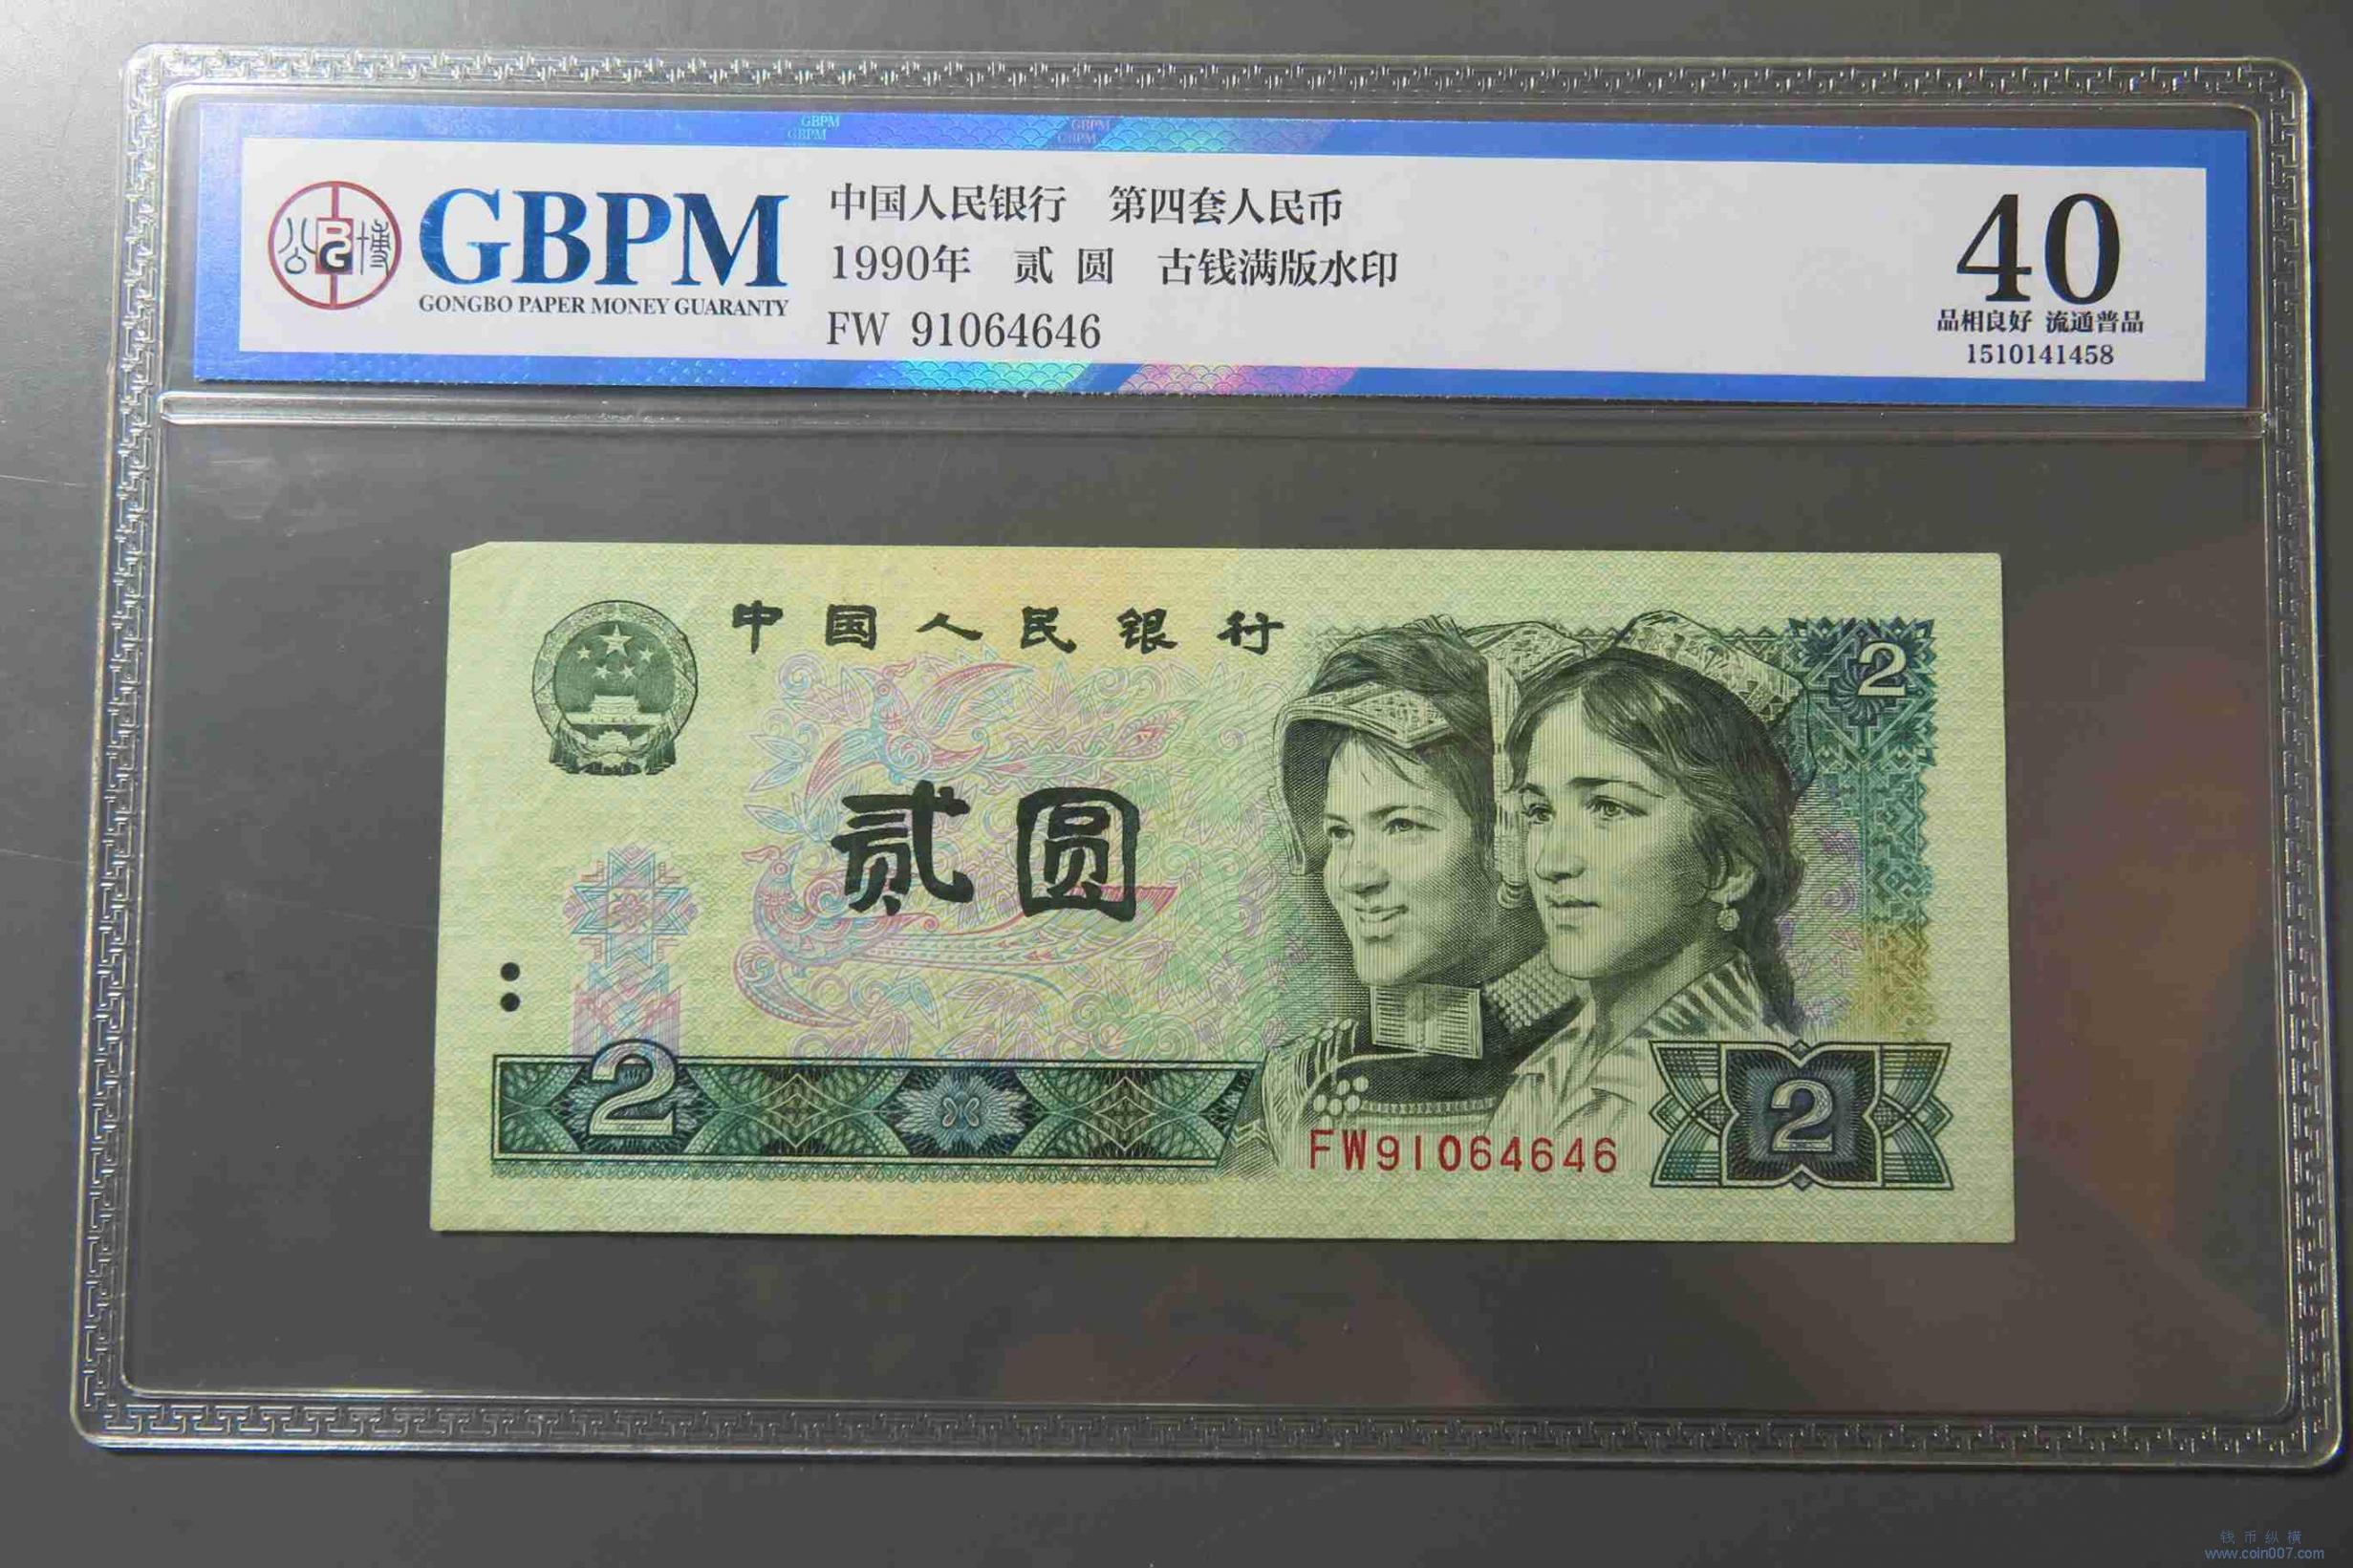 GBPM
GBPM
GBPM
GBPM
公博
GBPM
GONGBO PAPER MONEY GUARANTY
中国人民银行 第四套人民币
1990年 贰 圆 古钱满版水印
FW 91064646
40
品相良好 流通普品
1510141458
中国人民银行
2
贰圆
2
FW91064646
2
钱币纵横
www.coin007.com